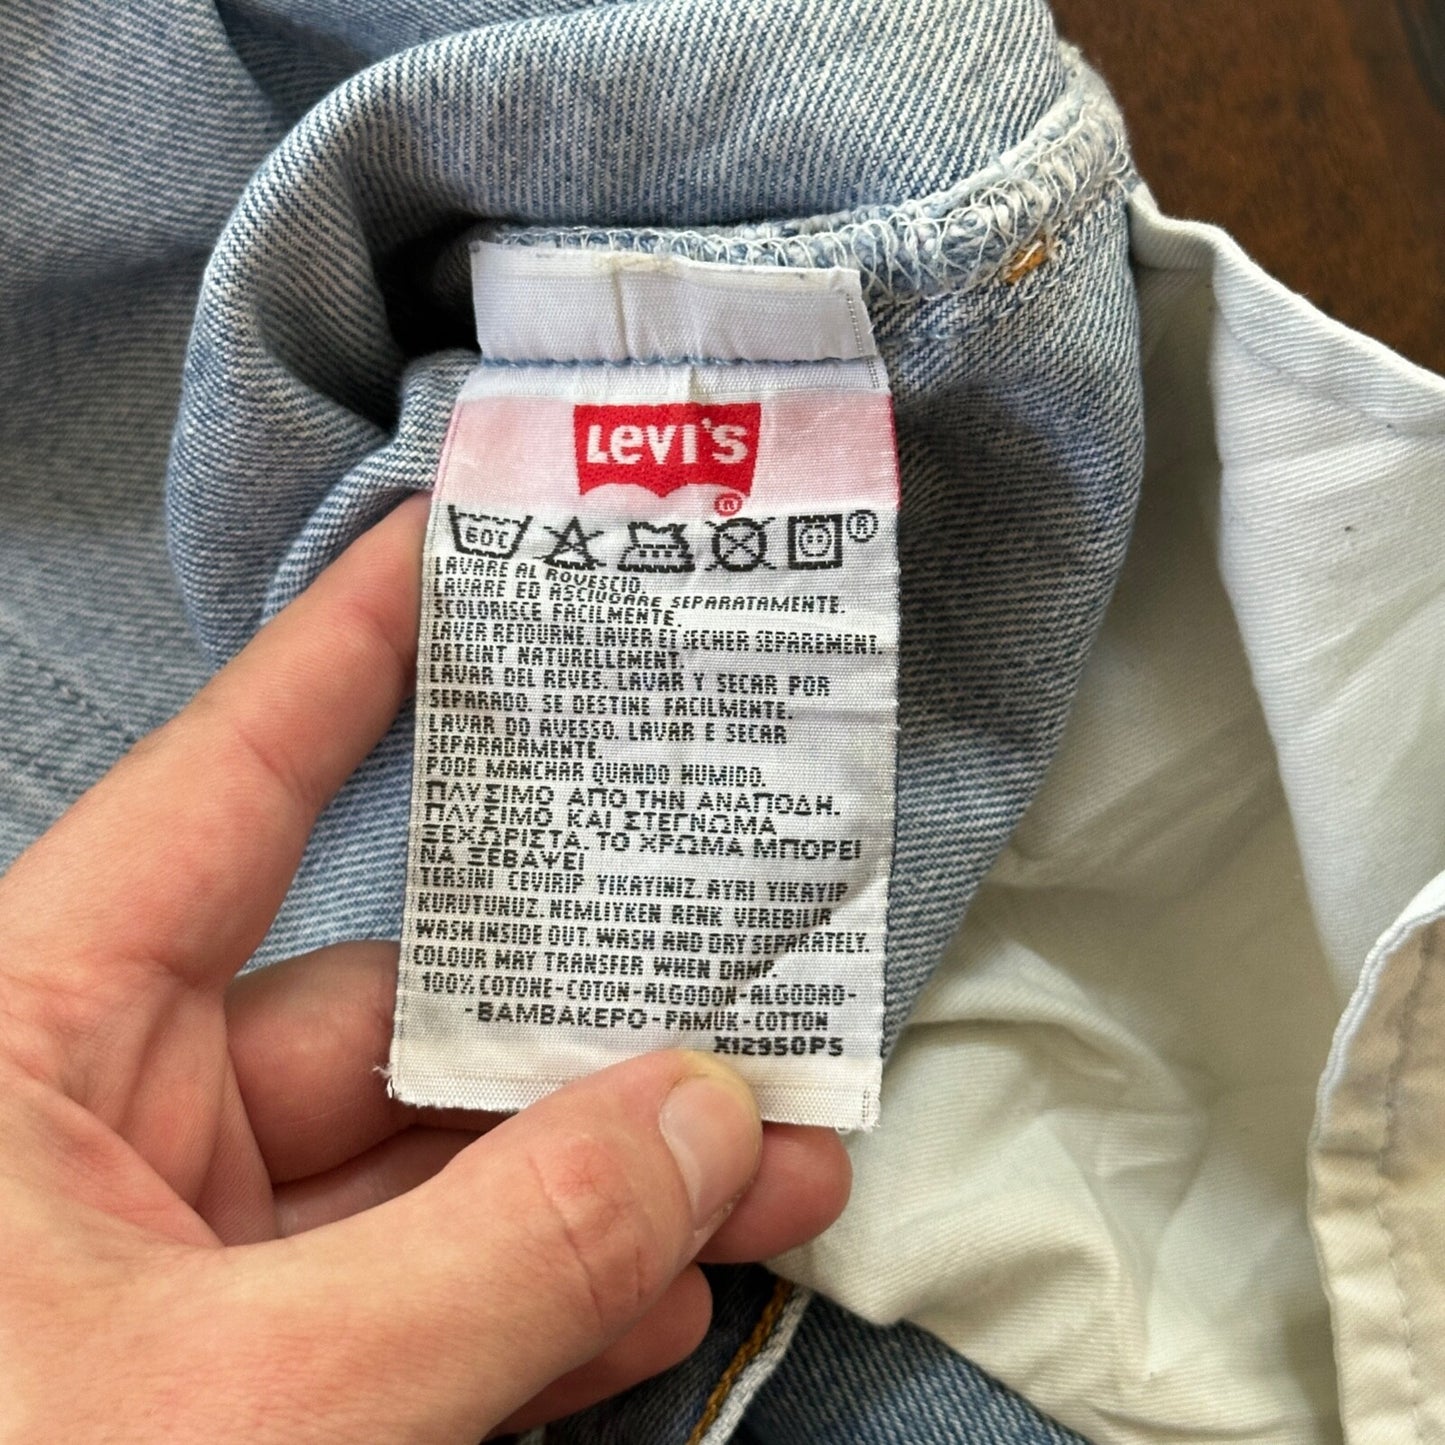 Levi's
®
60°C
®
LAVARE AL ROVESCIO.
LAVARE ED ASCIUGARE SEPARATAMENTE.
SCOLORISCE FACILMENTE.
LAVER RETOURNE. LAVER ET SECHER SEPAREMENT.
DETEINT NATURELLEMENT.
LAVAR DEL REVES. LAVAR Y SECAR POR
SEPARADO. SE DESTINE FACILMENTE.
LAVAR DO AVESSO. LAVAR E SECAR
SEPARADAMENTE.
PODE MANCHAR QUANDO HUMIDO.
ΠΛΥΣΙΜΟ ΑΠΟ ΤΗΝ ΑΝΑΠΟΔΗ.
ΠΛΥΣΙΜΟ ΚΑΙ ΣΤΕΓΝΩΜΑ
ΞΕΧΩΡΙΣΤΑ. ΤΟ ΧΡΩΜΑ ΜΠΟΡΕΙ
ΝΑ ΞΕΒΑΨΕΙ
TERSINI CEVIRIP YIKAYINIZ. AYRI YIKAYIP
KURUTUNUZ. NEMLIYKEN RENK VEREBILIR
WASH INSIDE OUT. WASH AND DRY SEPARATELY.
COLOUR MAY TRANSFER WHEN DAMP.
100% COTONE-COTON-ALGODON-ALGODAO-
-ΒΑΜΒΑΚΕΡΟ-PAMUK-COTTON
X12950PS